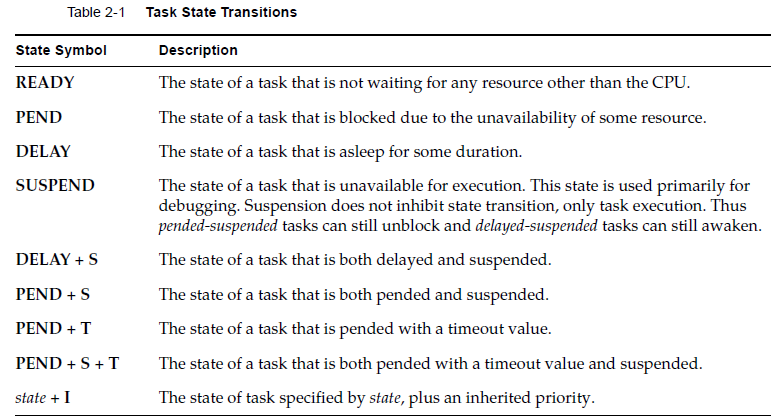 Table 2-1 Task State Transitions
State Symbol Description
READY The state of a task that is not waiting for any resource other than the CPU.
PEND The state of a task that is blocked due to the unavailability of some resource.
DELAY The state of a task that is asleep for some duration.
SUSPEND The state of a task that is unavailable for execution. This state is used primarily for
debugging. Suspension does not inhibit state transition, only task execution. Thus
pended-suspended tasks can still unblock and delayed-suspended tasks can still awaken.
DELAY + S The state of a task that is both delayed and suspended.
PEND + S The state of a task that is both pended and suspended.
PEND + T The state of a task that is pended with a timeout value.
PEND + S + T The state of a task that is both pended with a timeout value and suspended.
state + I The state of task specified by state, plus an inherited priority.